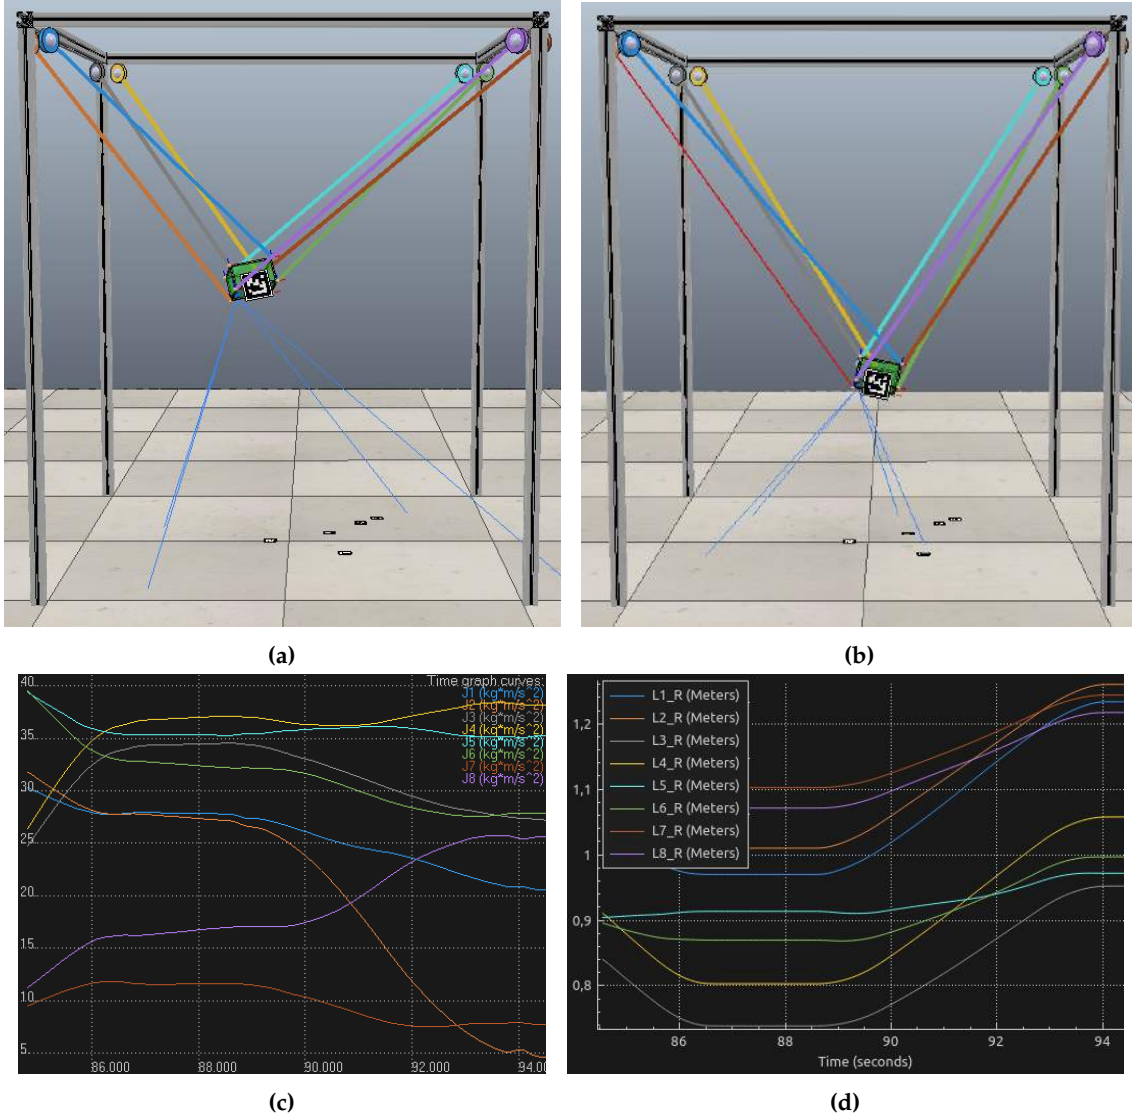 (a)
(b)
Time graph curves:
J1 (kg*m/s^2)
J2 (kg*m/s^2)
J3 (kg*m/s^2)
J4 (kg*m/s^2)
J5 (kg*m/s^2)
J6 (kg*m/s^2)
J7 (kg*m/s^2)
J8 (kg*m/s^2)
40
35
30
25
20
15
10
5
86.000 88.000 90.000 92.000 94.00
(c)
L1_R (Meters)
L2_R (Meters)
L3_R (Meters)
L4_R (Meters)
L5_R (Meters)
L6_R (Meters)
L7_R (Meters)
L8_R (Meters)
1,2
1,1
1
0,9
0,8
86 88 90 92 94
Time (seconds)
(d)